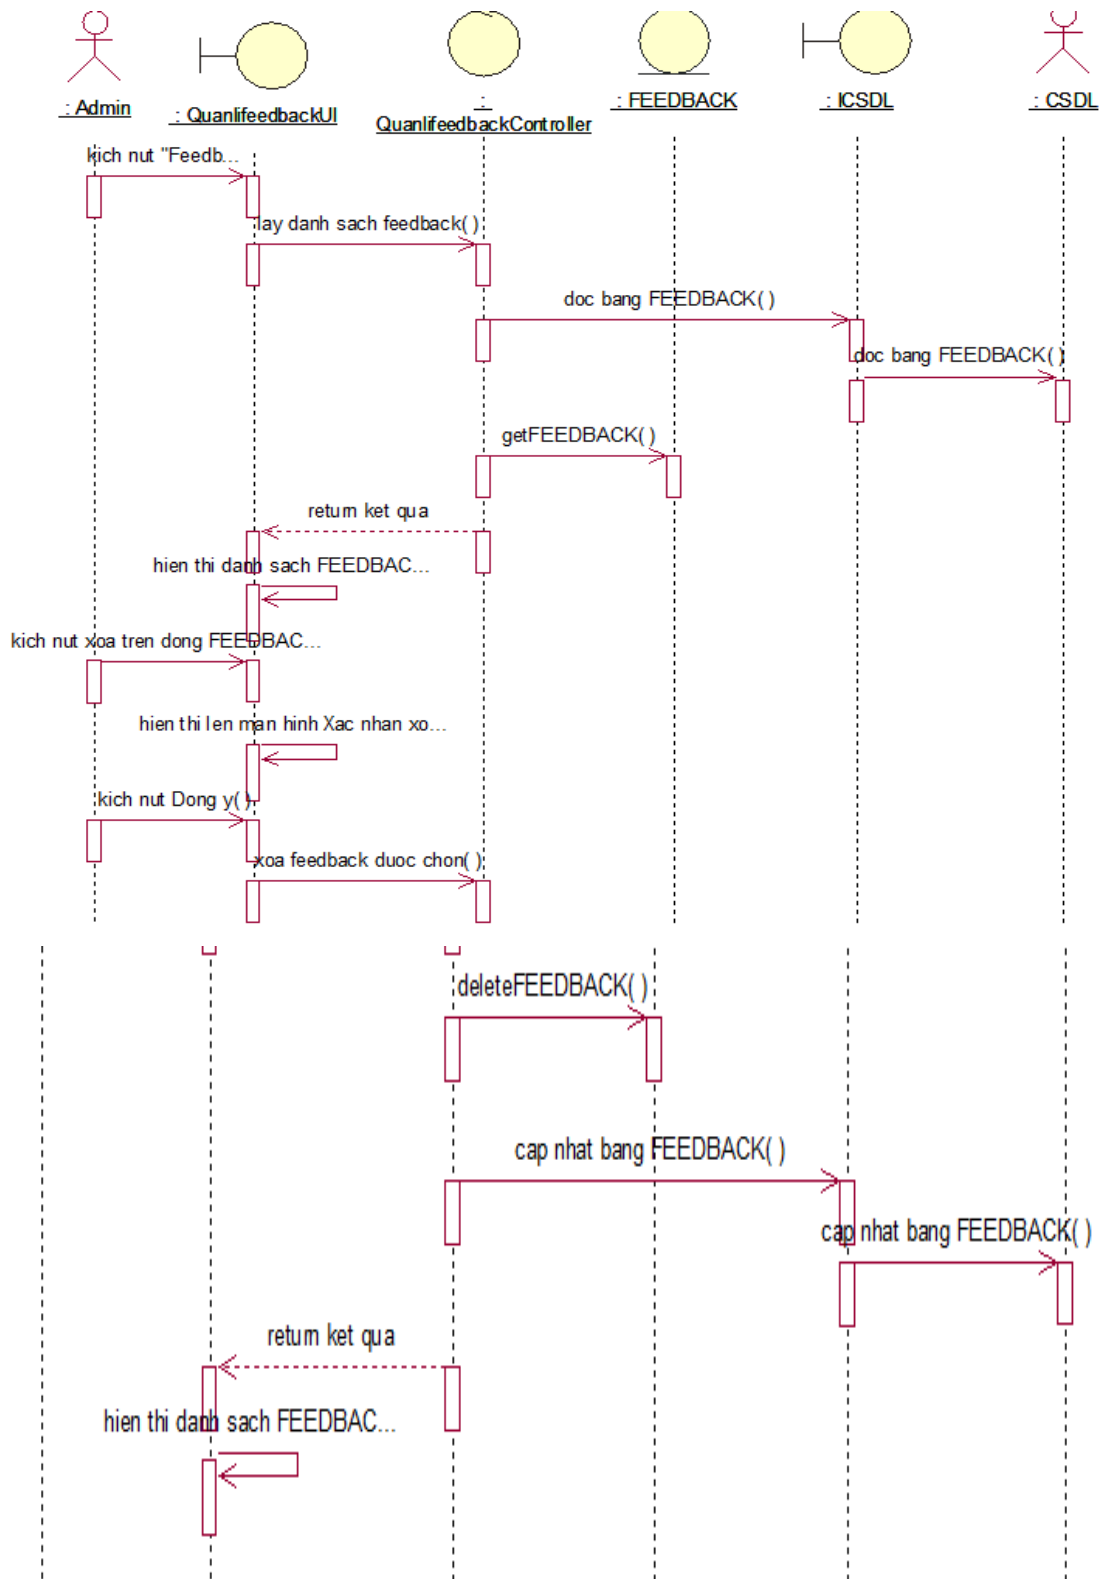 : Admin
: QuanlifeedbackUI
:
QuanlifeedbackController
: FEEDBACK
: ICSDL
: CSDL
kich nut "Feedb...
lay danh sach feedback( )
doc bang FEEDBACK( )
doc bang FEEDBACK( )
getFEEDBACK( )
return ket qua
hien thi danh sach FEEDBAC...
kich nut xoa tren dong FEEDBAC...
hien thi len man hinh Xac nhan xo...
kich nut Dong y( )
xoa feedback duoc chon( )
deleteFEEDBACK( )
cap nhat bang FEEDBACK( )
cap nhat bang FEEDBACK( )
return ket qua
hien thi danh sach FEEDBAC...